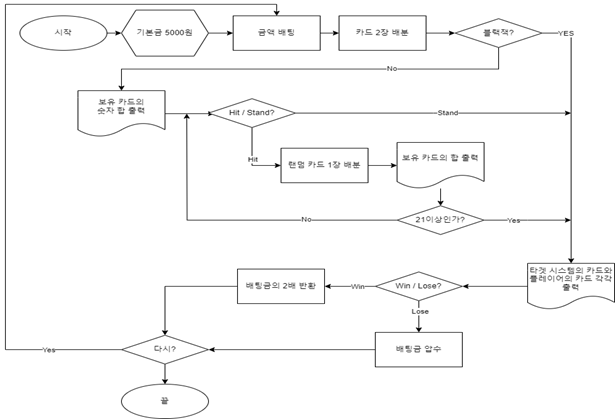 시작
기본금 5000원
금액 배팅
카드 2장 배분
블랙잭?
YES
No
보유 카드의
숫자 합 출력
Hit / Stand?
Stand
Hit
랜덤 카드 1장 배분
보유 카드의 합 출력
21이상인가?
No
Yes
타겟 시스템의 카드와
플레이어의 카드 각각
출력
Win / Lose?
Win
배팅금의 2배 반환
Lose
배팅금 압수
다시?
Yes
끝